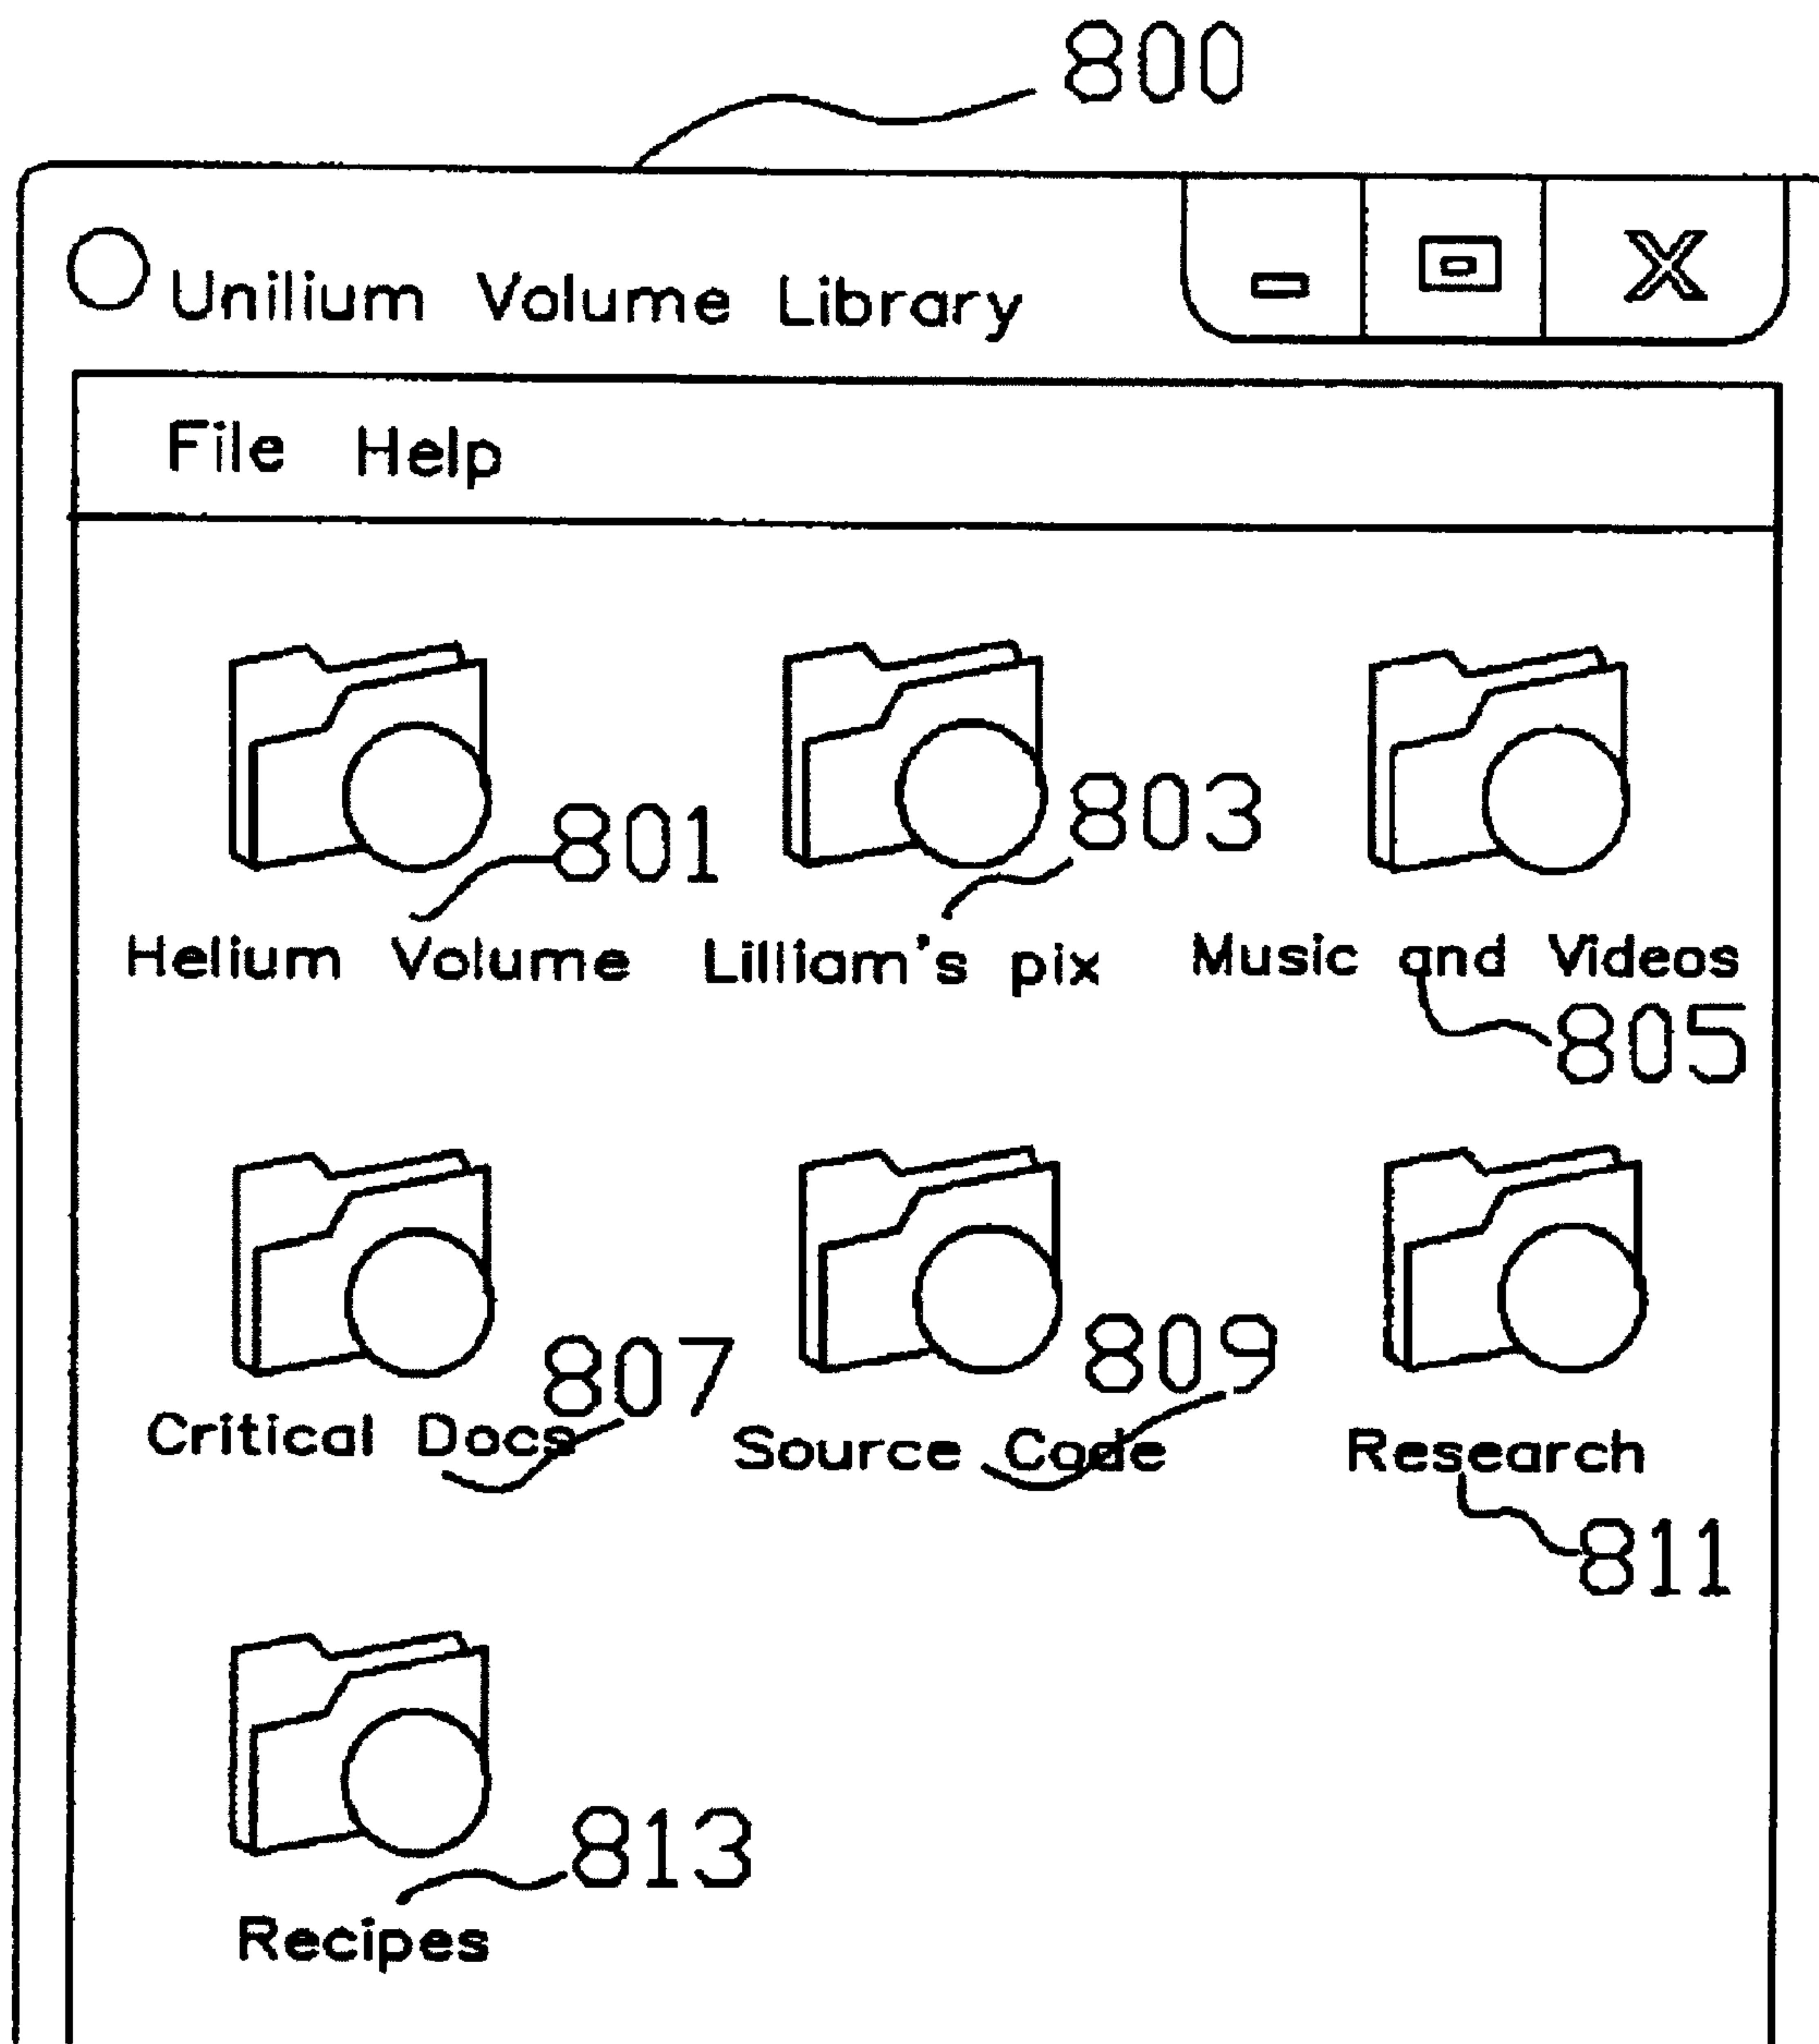 800
Unilium Volume Library X
File Help
801 803
Helium Volume Lilliam's pix Music and Videos
805
807 809
Critical Docs Source Code Research
811
813
Recipes